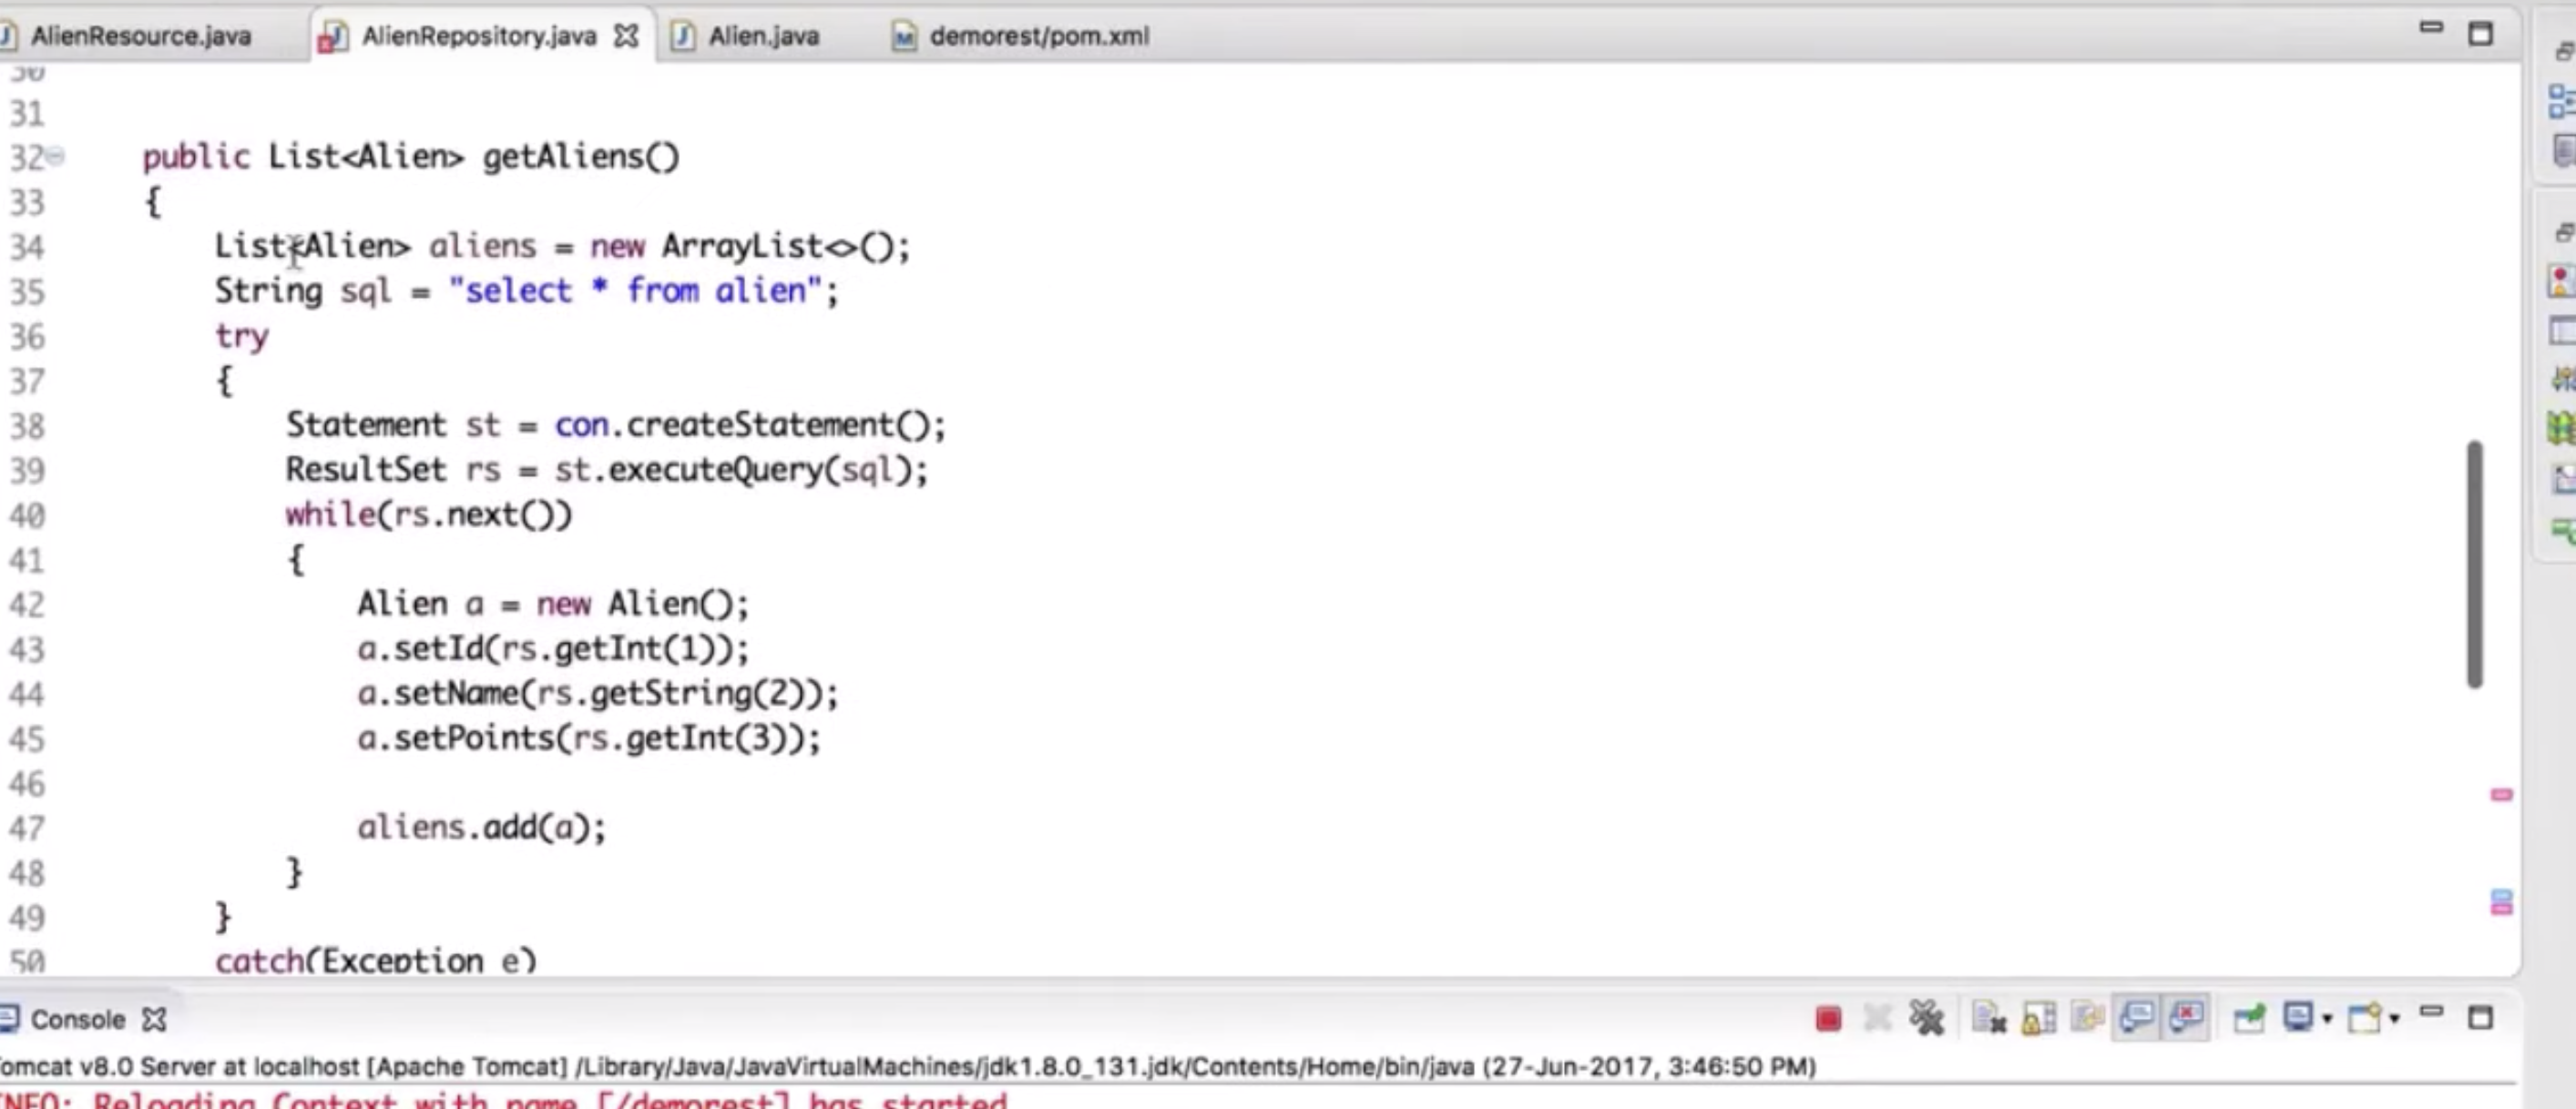 AlienResource.java AlienRepository.java Alien.java demorest/pom.xml
30
31
32 public List<Alien> getAliens()
33 {
34 List<Alien> aliens = new ArrayList<>();
35 String sql = "select * from alien";
36 try
37 {
38 Statement st = con.createStatement();
39 ResultSet rs = st.executeQuery(sql);
40 while(rs.next())
41 {
42 Alien a = new Alien();
43 a.setId(rs.getInt(1));
44 a.setName(rs.getString(2));
45 a.setPoints(rs.getInt(3));
46
47 aliens.add(a);
48 }
49 }
50 catch(Exception e)
Console
omcat v8.0 Server at localhost [Apache Tomcat] /Library/Java/JavaVirtualMachines/jdk1.8.0_131.jdk/Contents/Home/bin/java (27-Jun-2017, 3:46:50 PM)
INFO: Reloading Context with name [/demorest] has started